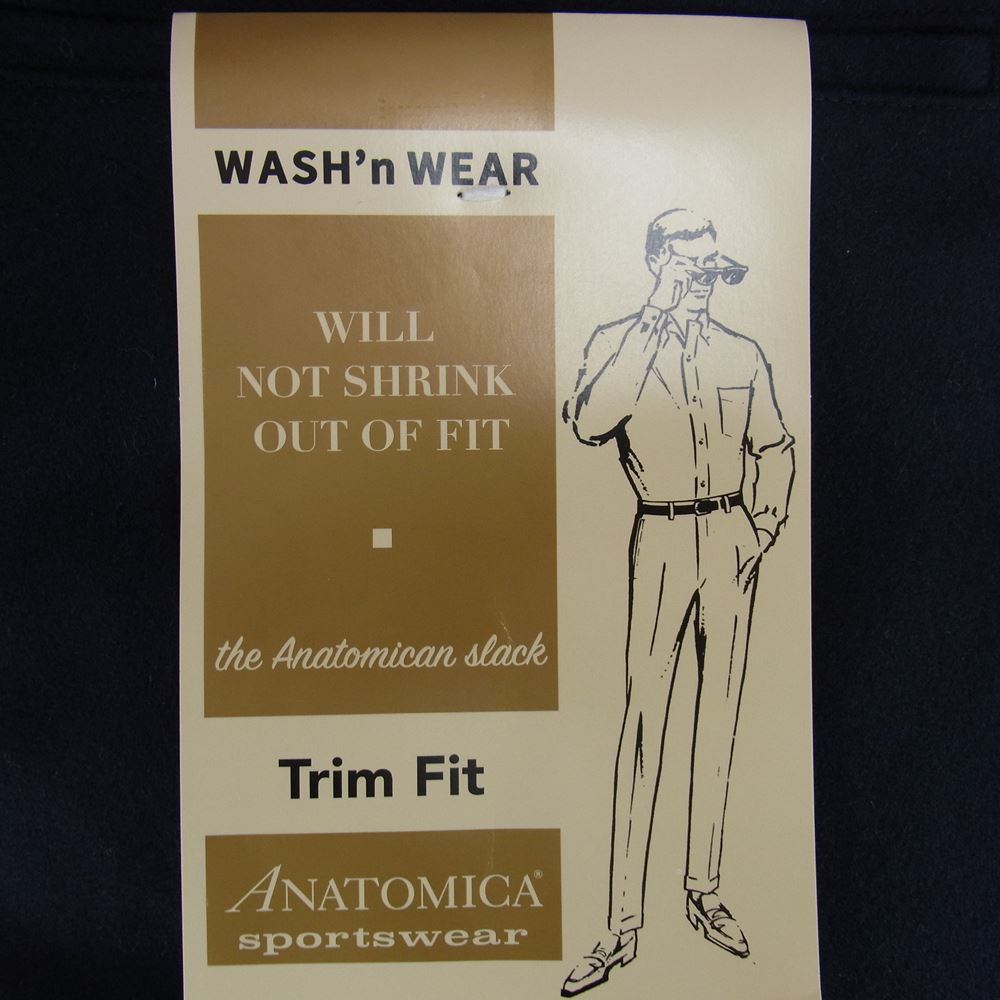 WASH'n WEAR
WILL
NOT SHRINK
OUT OF FIT
the Anatomican slack
Trim Fit
ANATOMICA®
sportswear